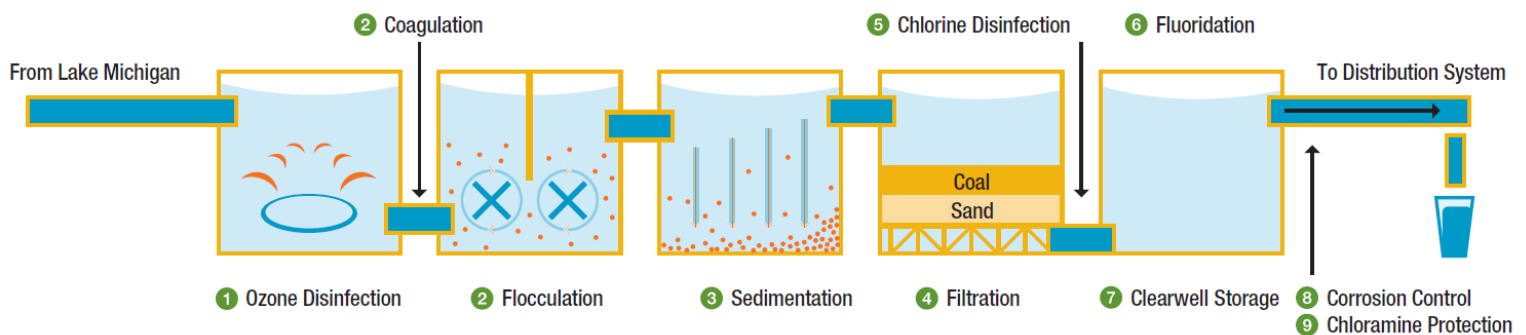 2 Coagulation
5 Chlorine Disinfection
6 Fluoridation
From Lake Michigan
To Distribution System
Coal
Sand
1 Ozone Disinfection
2 Flocculation
3 Sedimentation
4 Filtration
7 Clearwell Storage
8 Corrosion Control
9 Chloramine Protection